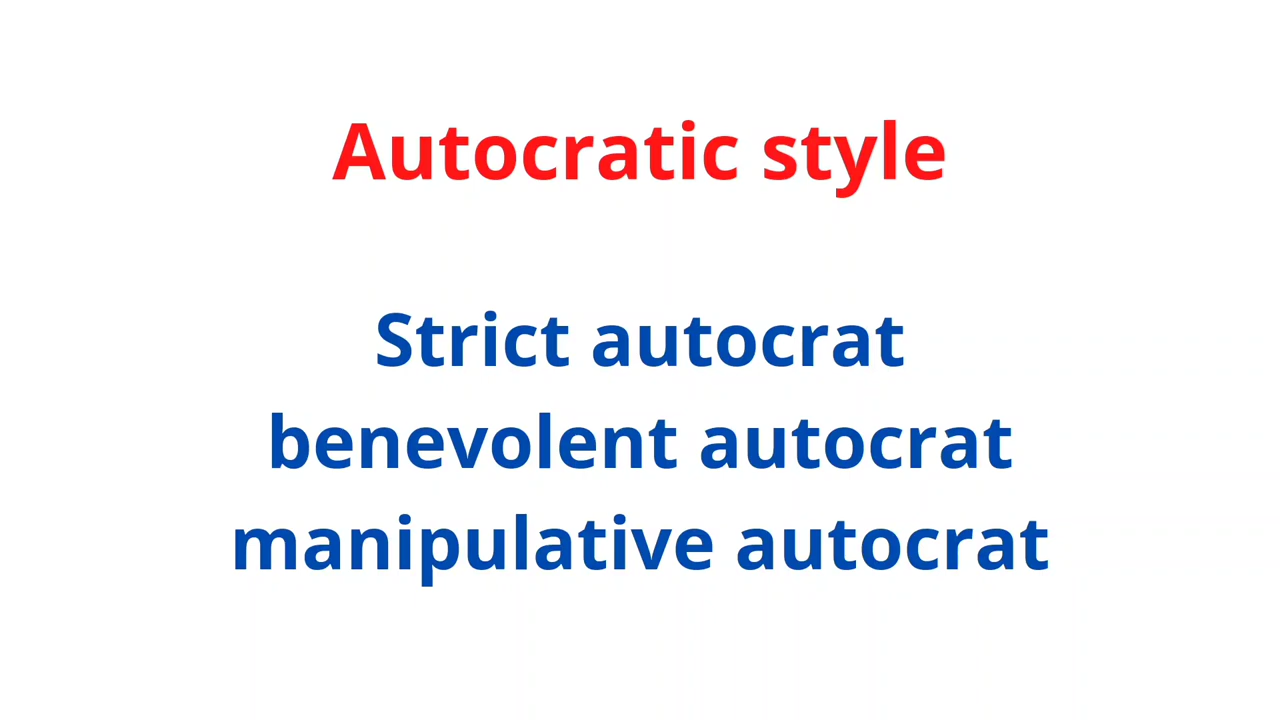 Autocratic style
Strict autocrat
benevolent autocrat
manipulative autocrat